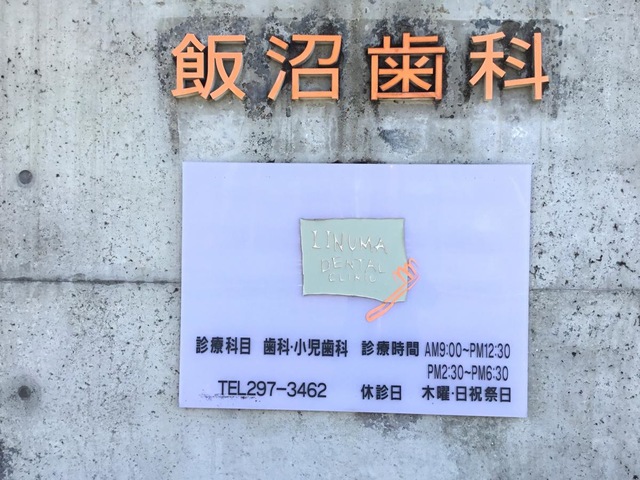 飯沼歯科
IINUMA
DENTAL
CLINIC
診療科目 歯科・小児歯科 診療時間 AM9:00~PM12:30
PM2:30~PM6:30
TEL297-3462 休診日 木曜・日祝祭日